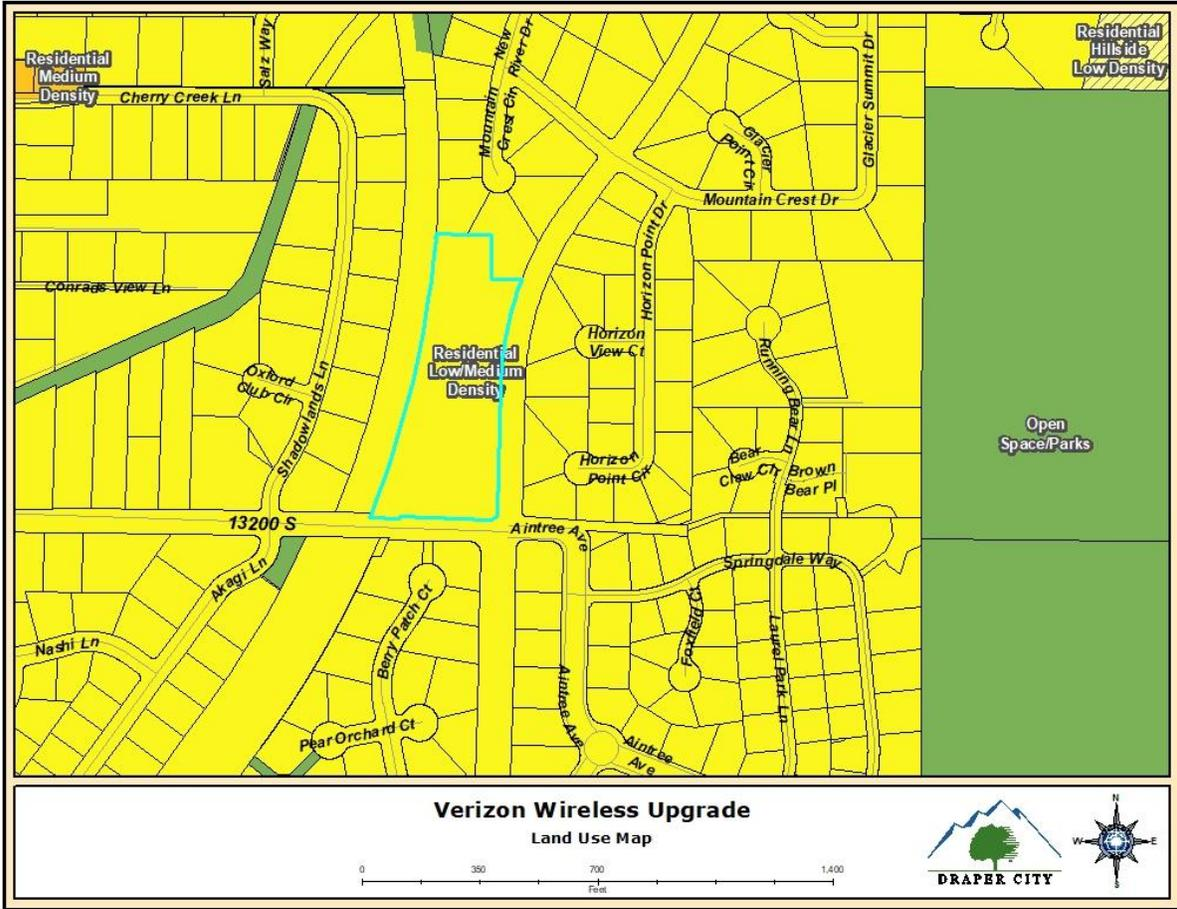 Residential
Medium
Density
Salz Way
Cherry Creek Ln
Mountain
Crest Cir
New
River Dr
Glacier
Point Cir
Glacier Summit Dr
Residential
Hillside
Low Density
Mountain Crest Dr
Horizon Point Dr
Conrads View Ln
Horizon
View Ct
Residential
Low/Medium
Density
Running Bear Ln
Oxford
Club Cir
Shadowlands Ln
Open
Space/Parks
Horizon
Point Cir
Bear
Claw Cir
Brown
Bear Pl
13200 S
Aintree Ave
Springdale Way
Akagi Ln
Berry Patch Ct
Foxfield Ct
Laurel Park Ln
Nashi Ln
Aintree Ave
Pear Orchard Ct
Aintree
Ave
Verizon Wireless Upgrade
Land Use Map
0 350 700 1,400
Feet
DRAPER CITY
N
W E
S